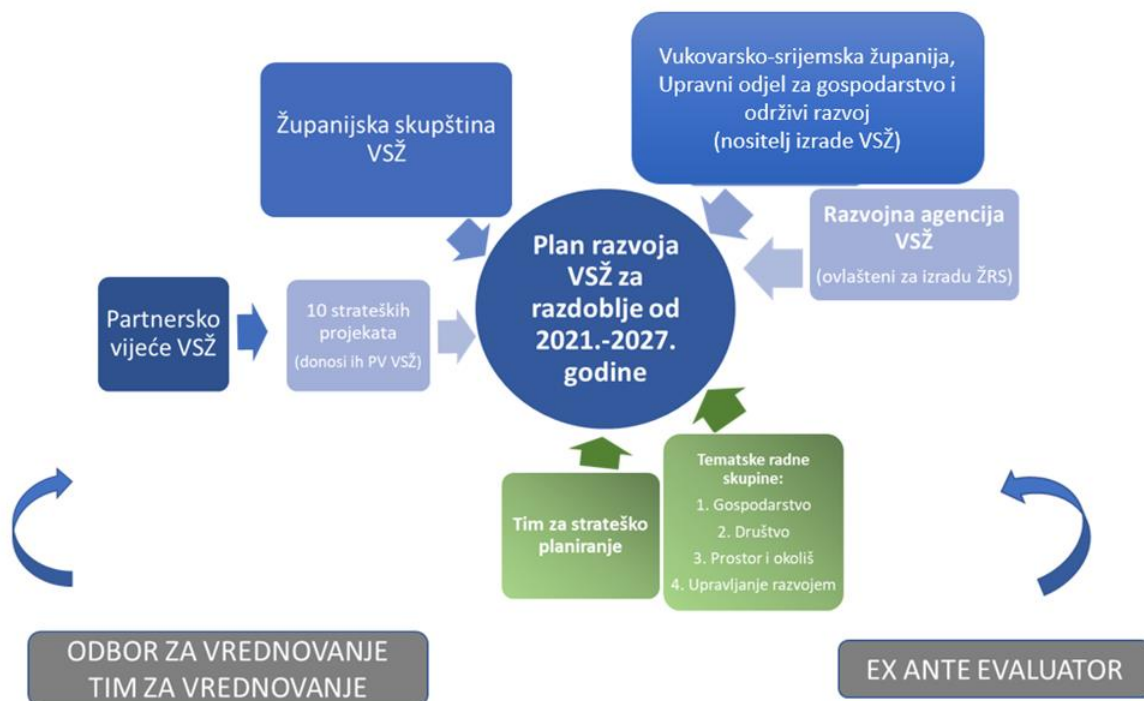 Vukovarsko-srijemska županija,
Upravni odjel za gospodarstvo i
održivi razvoj
(nositelj izrade VSŽ)
Županijska skupština
VSŽ
Razvojna agencija
VSŽ
(ovlašteni za izradu ŽRS)
Plan razvoja
VSŽ za
razdoblje od
2021.-2027.
godine
Partnersko
vijeće VSŽ
10 strateških
projekata
(donosi ih PV VSŽ)
Tim za strateško
planiranje
Tematske radne
skupine:
1. Gospodarstvo
2. Društvo
3. Prostor i okoliš
4. Upravljanje razvojem
ODBOR ZA VREDNOVANJE
TIM ZA VREDNOVANJE
EX ANTE EVALUATOR